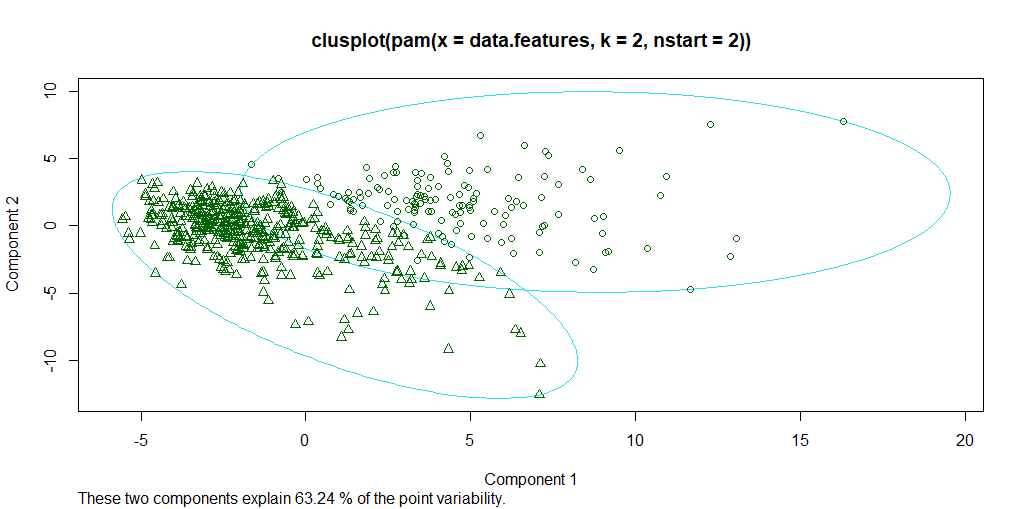 clusplot(pam(x = data.features, k = 2, nstart = 2))
Component 2
10
5
0
-5
-10
-5
0
5
10
15
20
Component 1
These two components explain 63.24 % of the point variability.